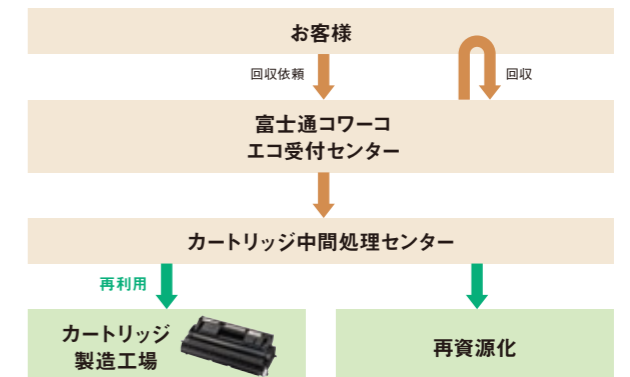 お客様
回収依頼
回収
富士通コワーコ
エコ受付センター
カートリッジ中間処理センター
再利用
カートリッジ
製造工場
再資源化